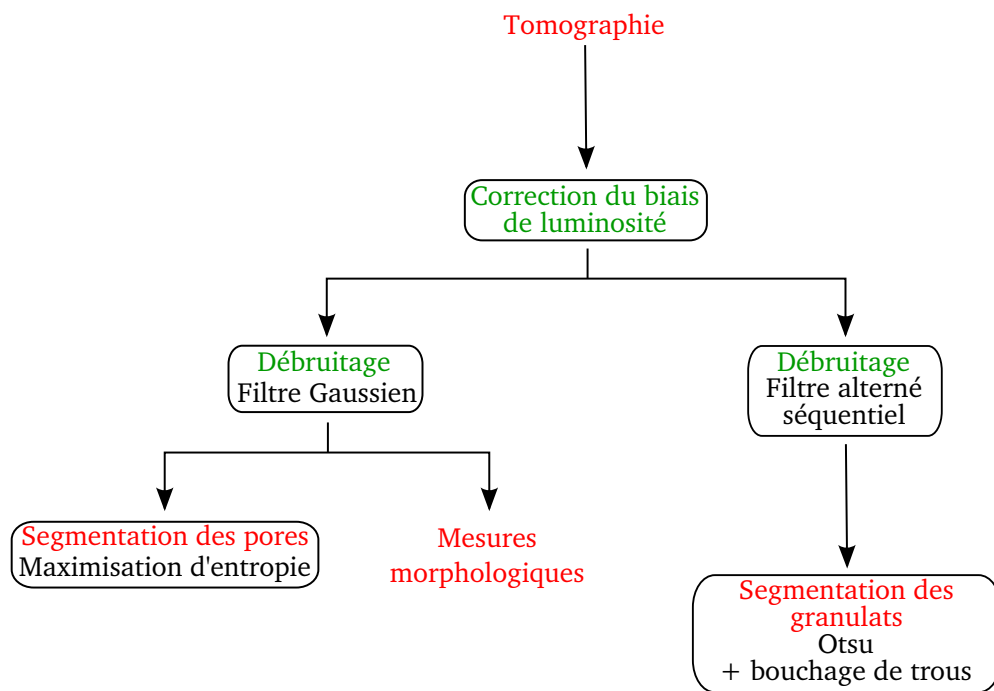 Tomographie
Correction du biais
de luminosité
Débruitage
Filtre Gaussien
Débruitage
Filtre alterné
séquentiel
Segmentation des pores
Maximisation d'entropie
Mesures
morphologiques
Segmentation des
granulats
Otsu
+ bouchage de trous